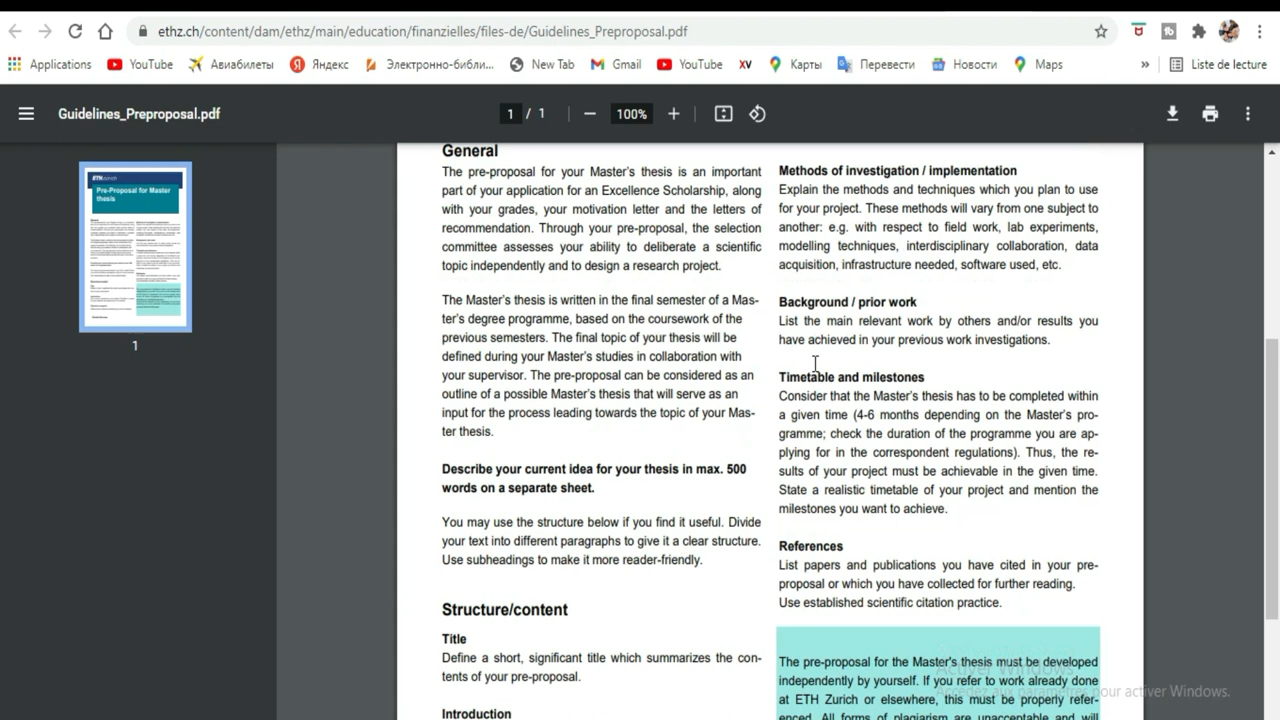 ethz.ch/content/dam/ethz/main/education/finanzielles/files-de/Guidelines_Preproposal.pdf
Applications YouTube Авиабилеты Яндекс Электронно-библи... New Tab Gmail YouTube XV Карты Перевести Новости Maps » Liste de lecture
Guidelines_Preproposal.pdf 1 / 1 100%
ETH zürich
Pre-Proposal for Master
thesis
1
General
The pre-proposal for your Master's thesis is an important
part of your application for an Excellence Scholarship, along
with your grades, your motivation letter and the letters of
recommendation. Through your pre-proposal, the selection
committee assesses your ability to deliberate a scientific
topic independently and to design a research project.
The Master's thesis is written in the final semester of a Mas-
ter's degree programme, based on the coursework of the
previous semesters. The final topic of your thesis will be
defined during your Master's studies in collaboration with
your supervisor. The pre-proposal can be considered as an
outline of a possible Master's thesis that will serve as an
input for the process leading towards the topic of your Mas-
ter thesis.
Describe your current idea for your thesis in max. 500
words on a separate sheet.
You may use the structure below if you find it useful. Divide
your text into different paragraphs to give it a clear structure.
Use subheadings to make it more reader-friendly.
Structure/content
Title
Define a short, significant title which summarizes the con-
tents of your pre-proposal.
Introduction
Methods of investigation / implementation
Explain the methods and techniques which you plan to use
for your project. These methods will vary from one subject to
another: e.g. with respect to field work, lab experiments,
modelling techniques, interdisciplinary collaboration, data
acquisition, infrastructure needed, software used, etc.
Background / prior work
List the main relevant work by others and/or results you
have achieved in your previous work investigations.
Timetable and milestones
Consider that the Master's thesis has to be completed within
a given time (4-6 months depending on the Master's pro-
gramme; check the duration of the programme you are ap-
plying for in the correspondent regulations). Thus, the re-
sults of your project must be achievable in the given time.
State a realistic timetable of your project and mention the
milestones you want to achieve.
References
List papers and publications you have cited in your pre-
proposal or which you have collected for further reading.
Use established scientific citation practice.
The pre-proposal for the Master's thesis must be developed
independently by yourself. If you refer to work already done
at ETH Zurich or elsewhere, this must be properly refer-
enced. All forms of plagiarism are unacceptable and will
Activer Windows
Accédez aux paramètres pour activer Windows.